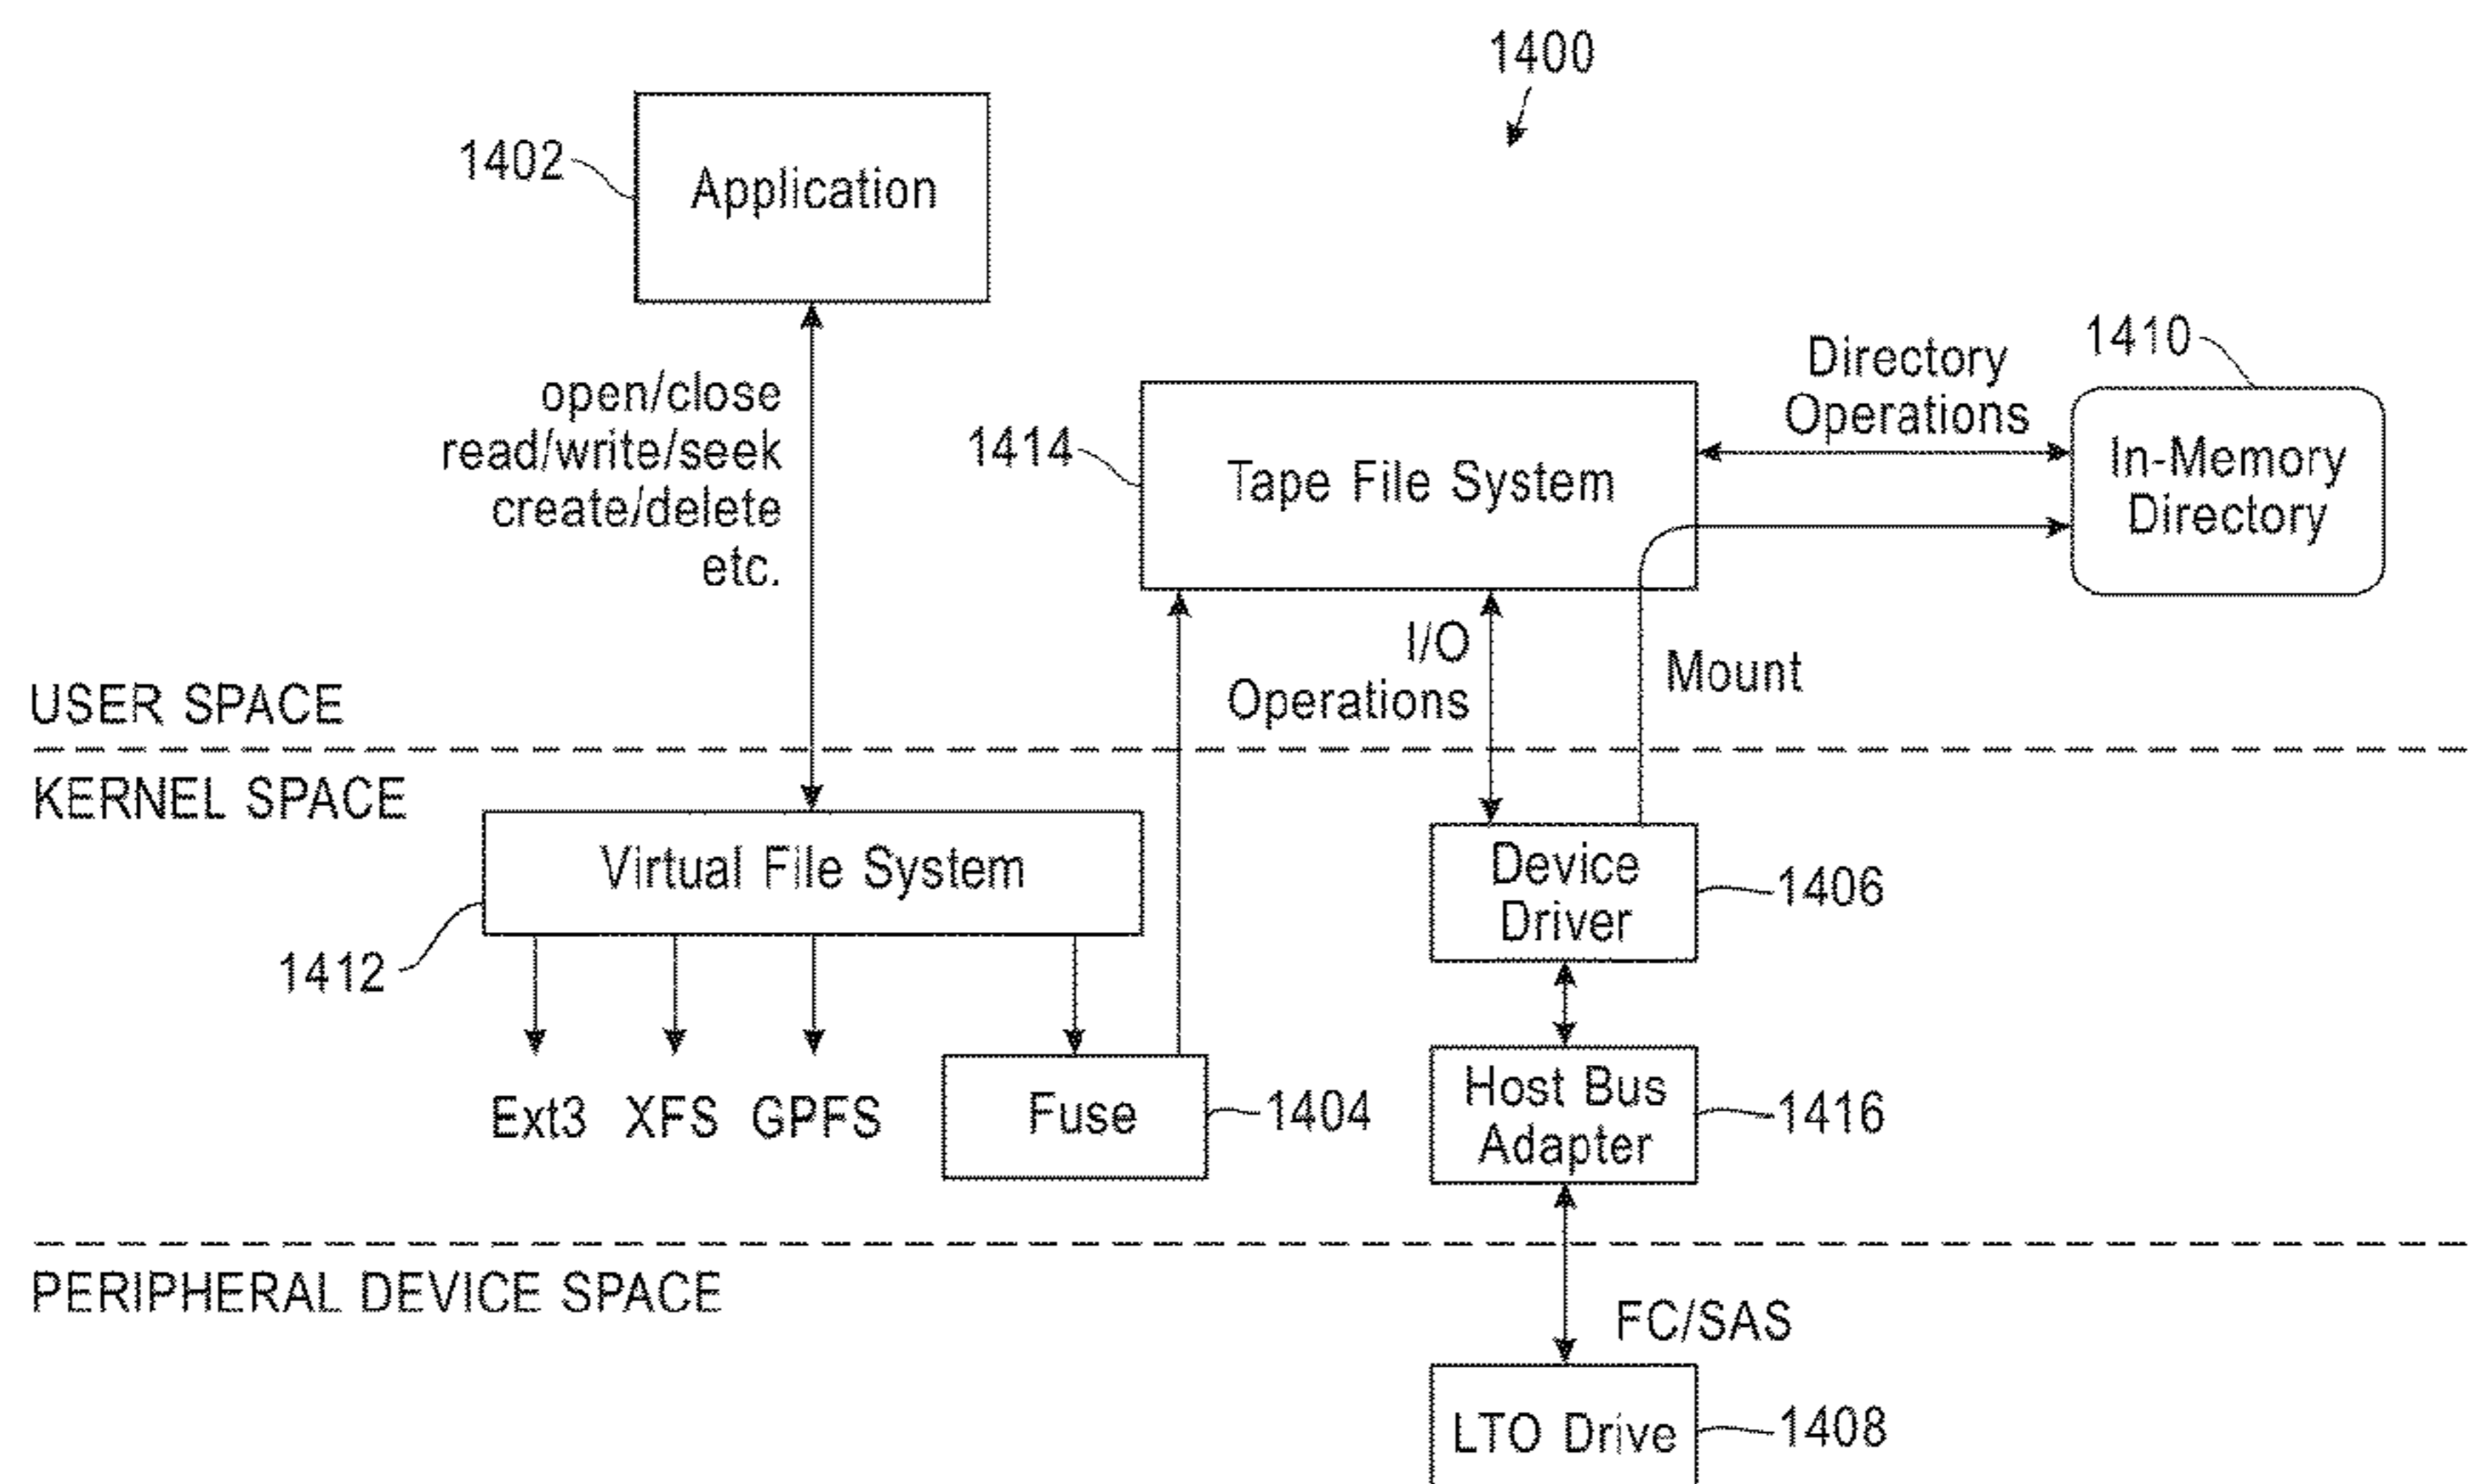 1400
1402
Application
open/close
read/write/seek
create/delete
etc.
1414
Tape File System
Directory
Operations
1410
In-Memory
Directory
I/O
Operations
Mount
USER SPACE
KERNEL SPACE
Virtual File System
1412
Device
Driver
1406
Ext3 XFS GPFS
Fuse
1404
Host Bus
Adapter
1416
PERIPHERAL DEVICE SPACE
FC/SAS
LTO Drive
1408